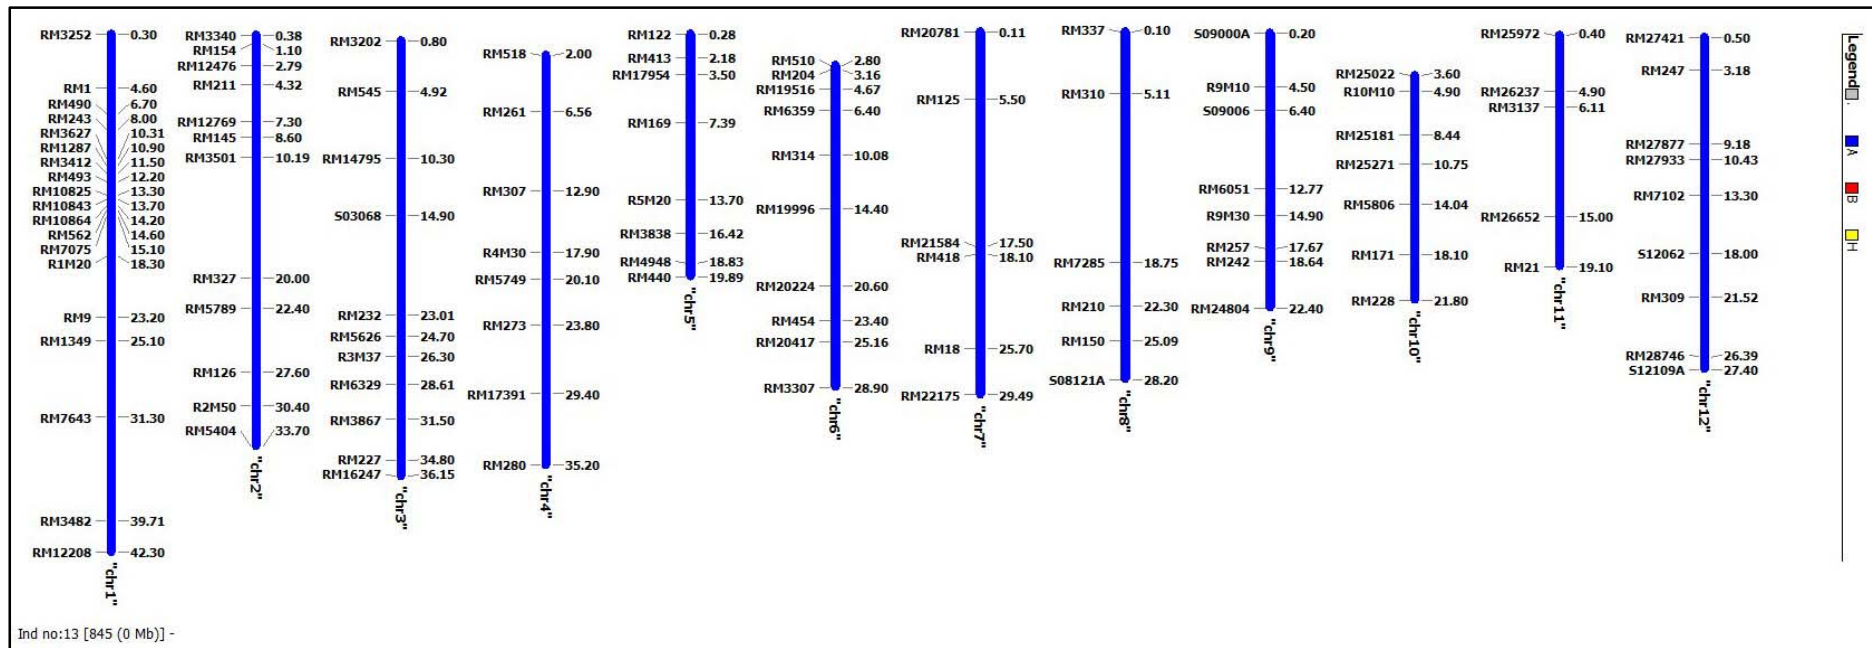 RM3252 0.30
RM1 4.60
RM490 6.70
RM243 8.00
RM3627 10.31
RM1287 10.90
RM3412 11.50
RM493 12.20
RM10825 13.30
RM10843 13.70
RM10864 14.20
RM562 14.60
RM7075 15.10
R1M20 18.30
RM9 23.20
RM1349 25.10
RM7643 31.30
RM3482 39.71
RM12208 42.30
"chr1"
RM3340 0.38
RM154 1.10
RM12476 2.79
RM211 4.32
RM12769 7.30
RM145 8.60
RM3501 10.19
RM327 20.00
RM5789 22.40
RM126 27.60
R2M50 30.40
RM5404 33.70
"chr2"
RM3202 0.80
RM545 4.92
RM14795 10.30
S03068 14.90
RM232 23.01
RM5626 24.70
R3M37 26.30
RM6329 28.61
RM3867 31.50
RM227 34.80
RM16247 36.15
"chr3"
RM518 2.00
RM261 6.56
RM307 12.90
R4M30 17.90
RM5749 20.10
RM273 23.80
RM17391 29.40
RM280 35.20
"chr4"
RM122 0.28
RM413 2.18
RM17954 3.50
RM169 7.39
R5M20 13.70
RM3838 16.42
RM4948 18.83
RM440 19.89
"chr5"
RM510 2.80
RM204 3.16
RM19516 4.67
RM6359 6.40
RM314 10.08
RM19996 14.40
RM20224 20.60
RM454 23.40
RM20417 25.16
RM3307 28.90
"chr6"
RM20781 0.11
RM125 5.50
RM21584 17.50
RM418 18.10
RM18 25.70
RM22175 29.49
"chr7"
RM337 0.10
RM310 5.11
RM7285 18.75
RM210 22.30
RM150 25.09
S08121A 28.20
"chr8"
S09000A 0.20
R9M10 4.50
S09006 6.40
RM6051 12.77
R9M30 14.90
RM257 17.67
RM242 18.64
RM24804 22.40
"chr9"
RM25022 3.60
R10M10 4.90
RM25181 8.44
RM25271 10.75
RM5806 14.04
RM171 18.10
RM228 21.80
"chr10"
RM25972 0.40
RM26237 4.90
RM3137 6.11
RM26652 15.00
RM21 19.10
"chr11"
RM27421 0.50
RM247 3.18
RM27877 9.18
RM27933 10.43
RM7102 13.30
S12062 18.00
RM309 21.52
RM28746 26.39
S12109A 27.40
"chr12"
Legend
.
A
B
H
Ind no:13 [845 (0 Mb)] -